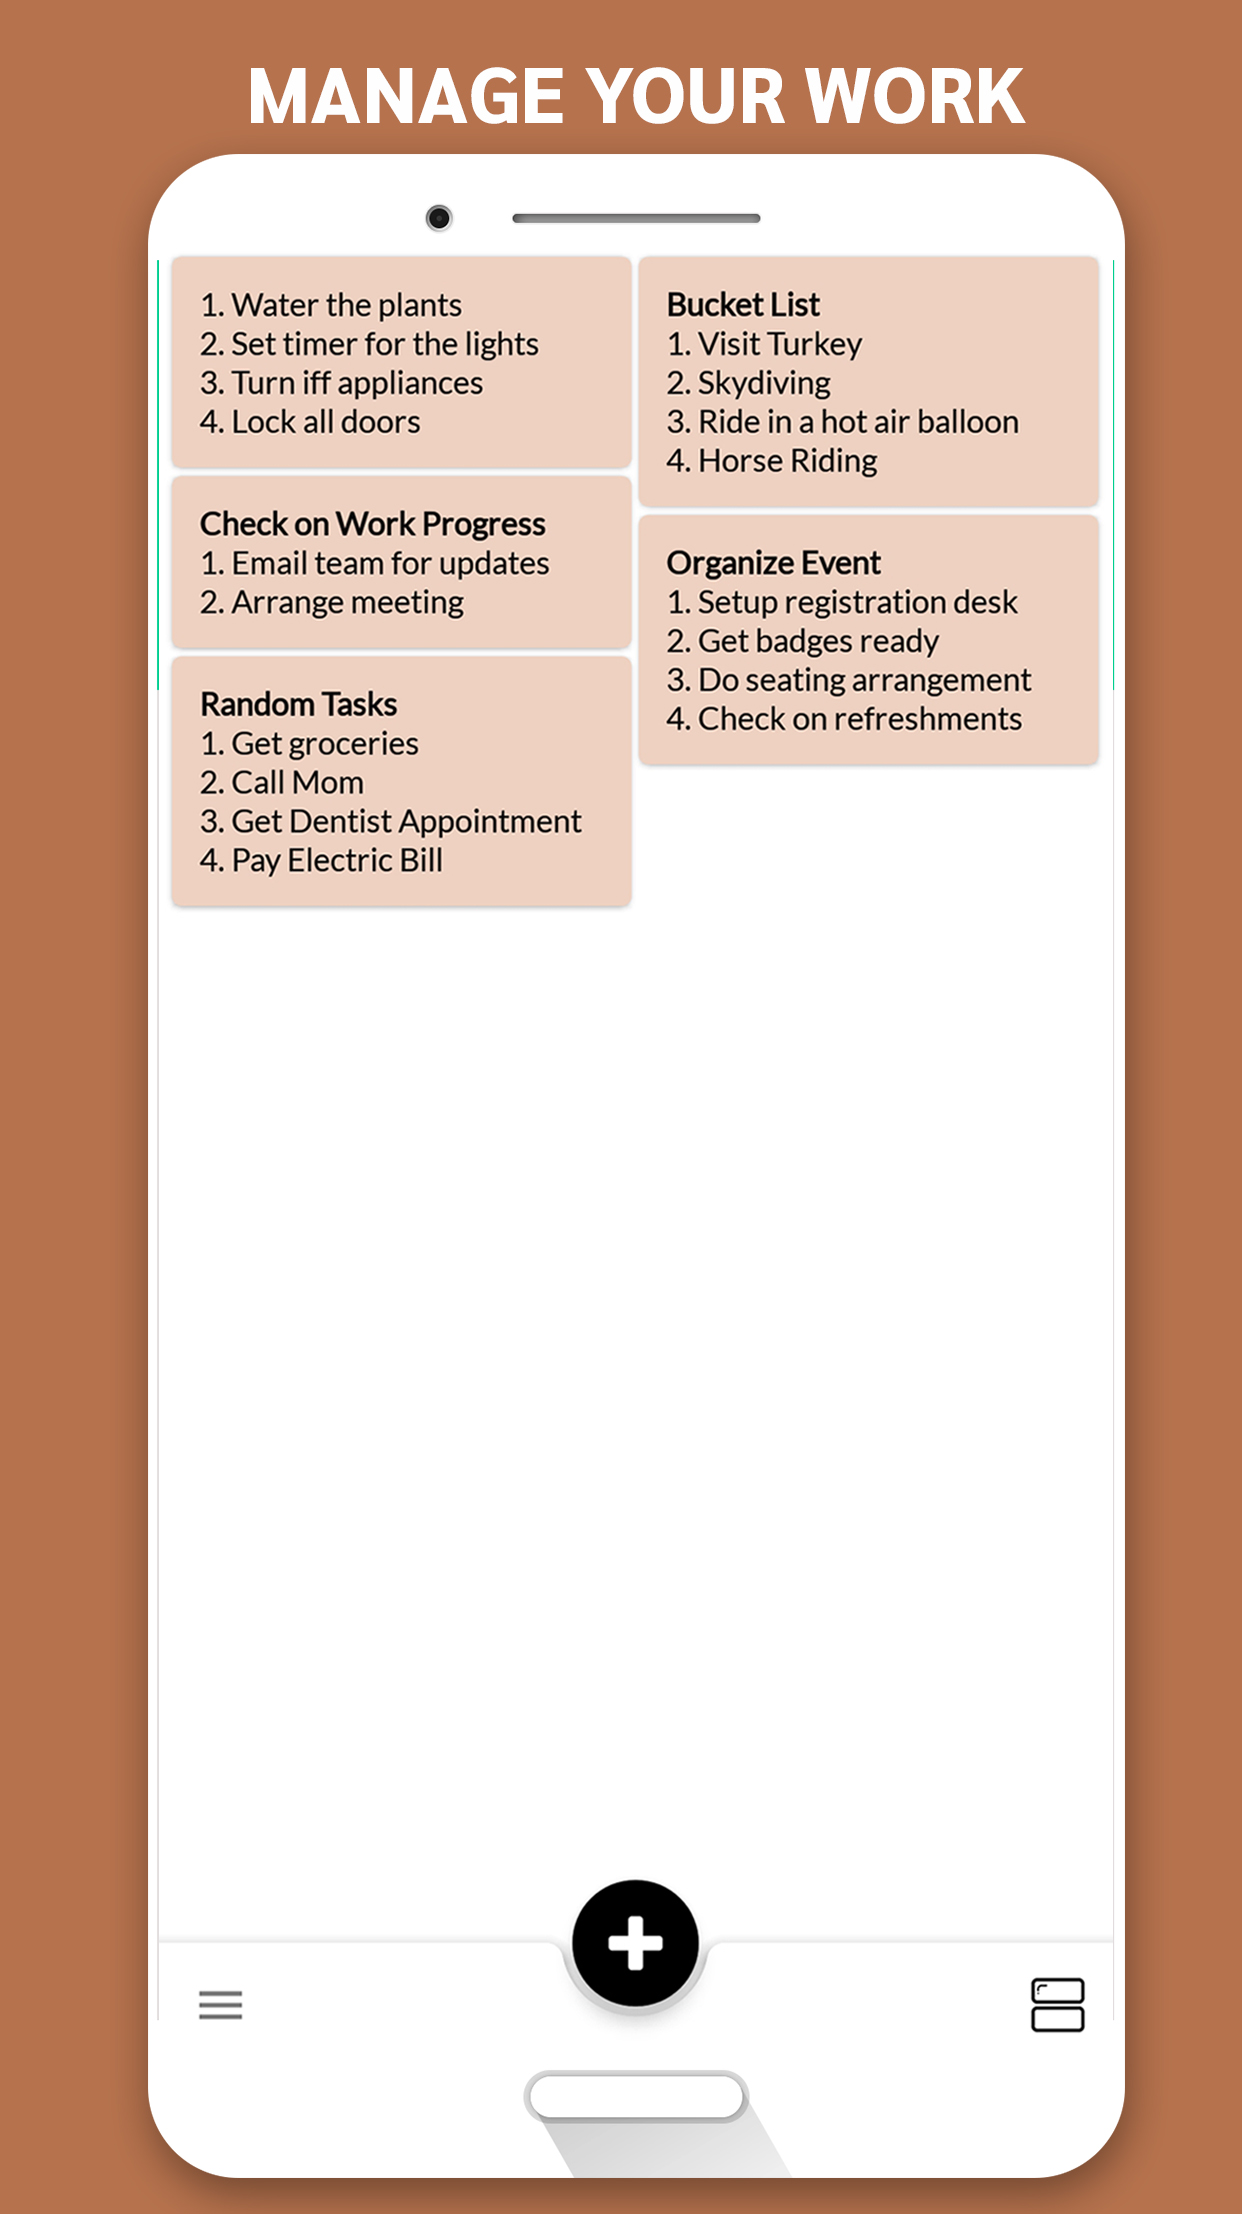 MANAGE YOUR WORK
1. Water the plants
2. Set timer for the lights
3. Turn iff appliances
4. Lock all doors
Check on Work Progress
1. Email team for updates
2. Arrange meeting
Random Tasks
1. Get groceries
2. Call Mom
3. Get Dentist Appointment
4. Pay Electric Bill
Bucket List
1. Visit Turkey
2. Skydiving
3. Ride in a hot air balloon
4. Horse Riding
Organize Event
1. Setup registration desk
2. Get badges ready
3. Do seating arrangement
4. Check on refreshments